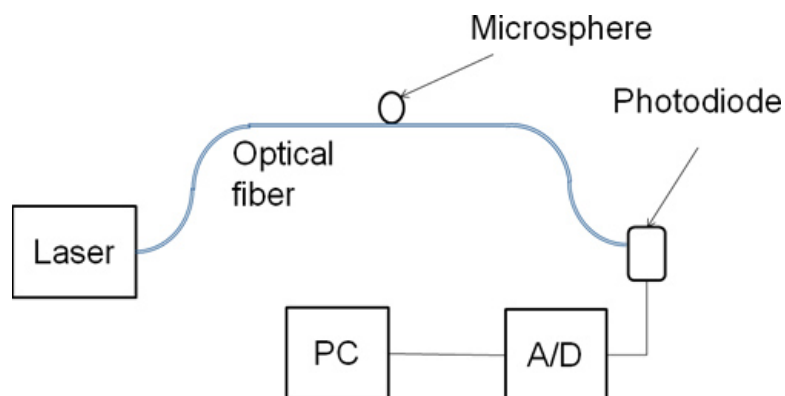 Microsphere
Photodiode
Optical
fiber
Laser
PC
A/D